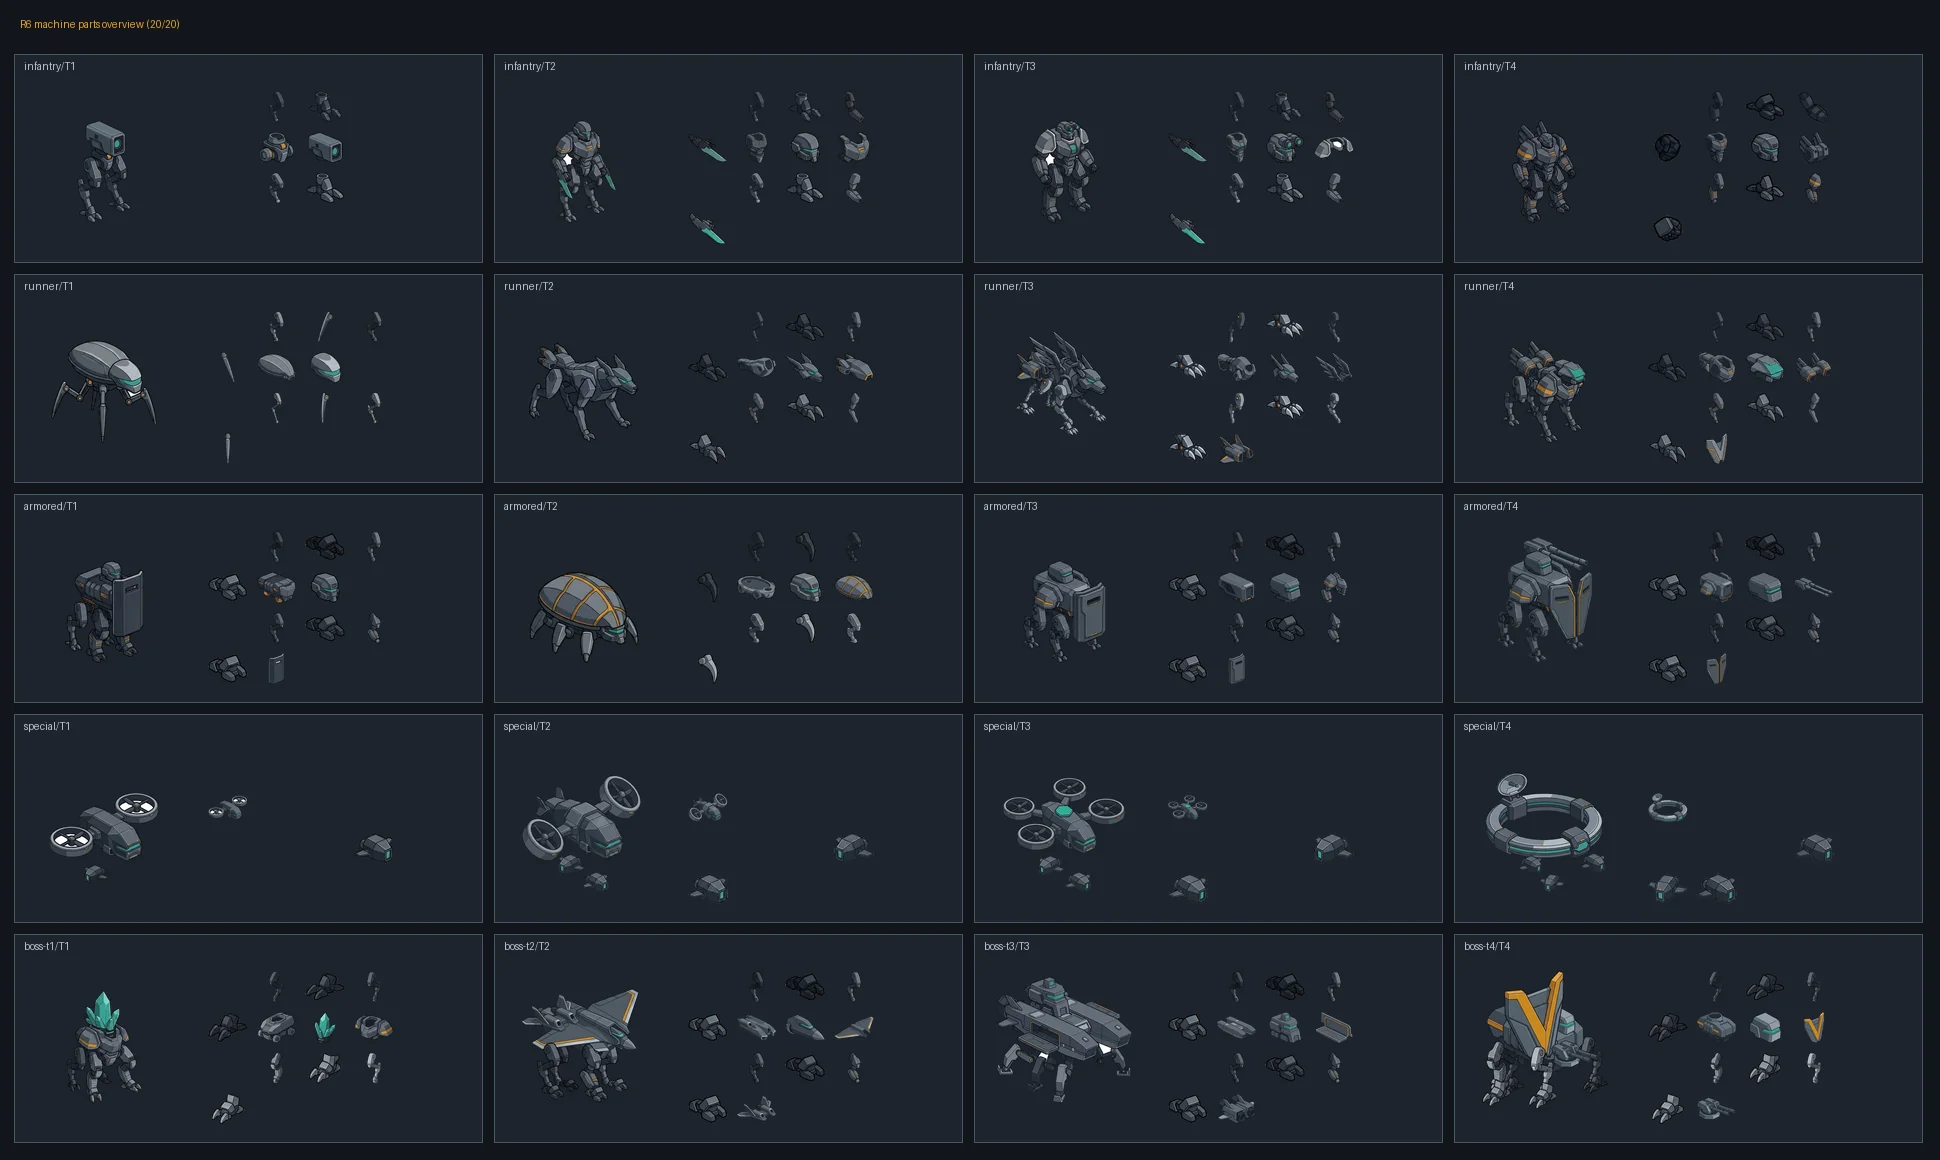 R6 machine parts overview (20/20)
infantry/T1
infantry/T2
infantry/T3
infantry/T4
runner/T1
runner/T2
runner/T3
runner/T4
armored/T1
armored/T2
armored/T3
armored/T4
special/T1
special/T2
special/T3
special/T4
boss-t1/T1
boss-t2/T2
boss-t3/T3
boss-t4/T4